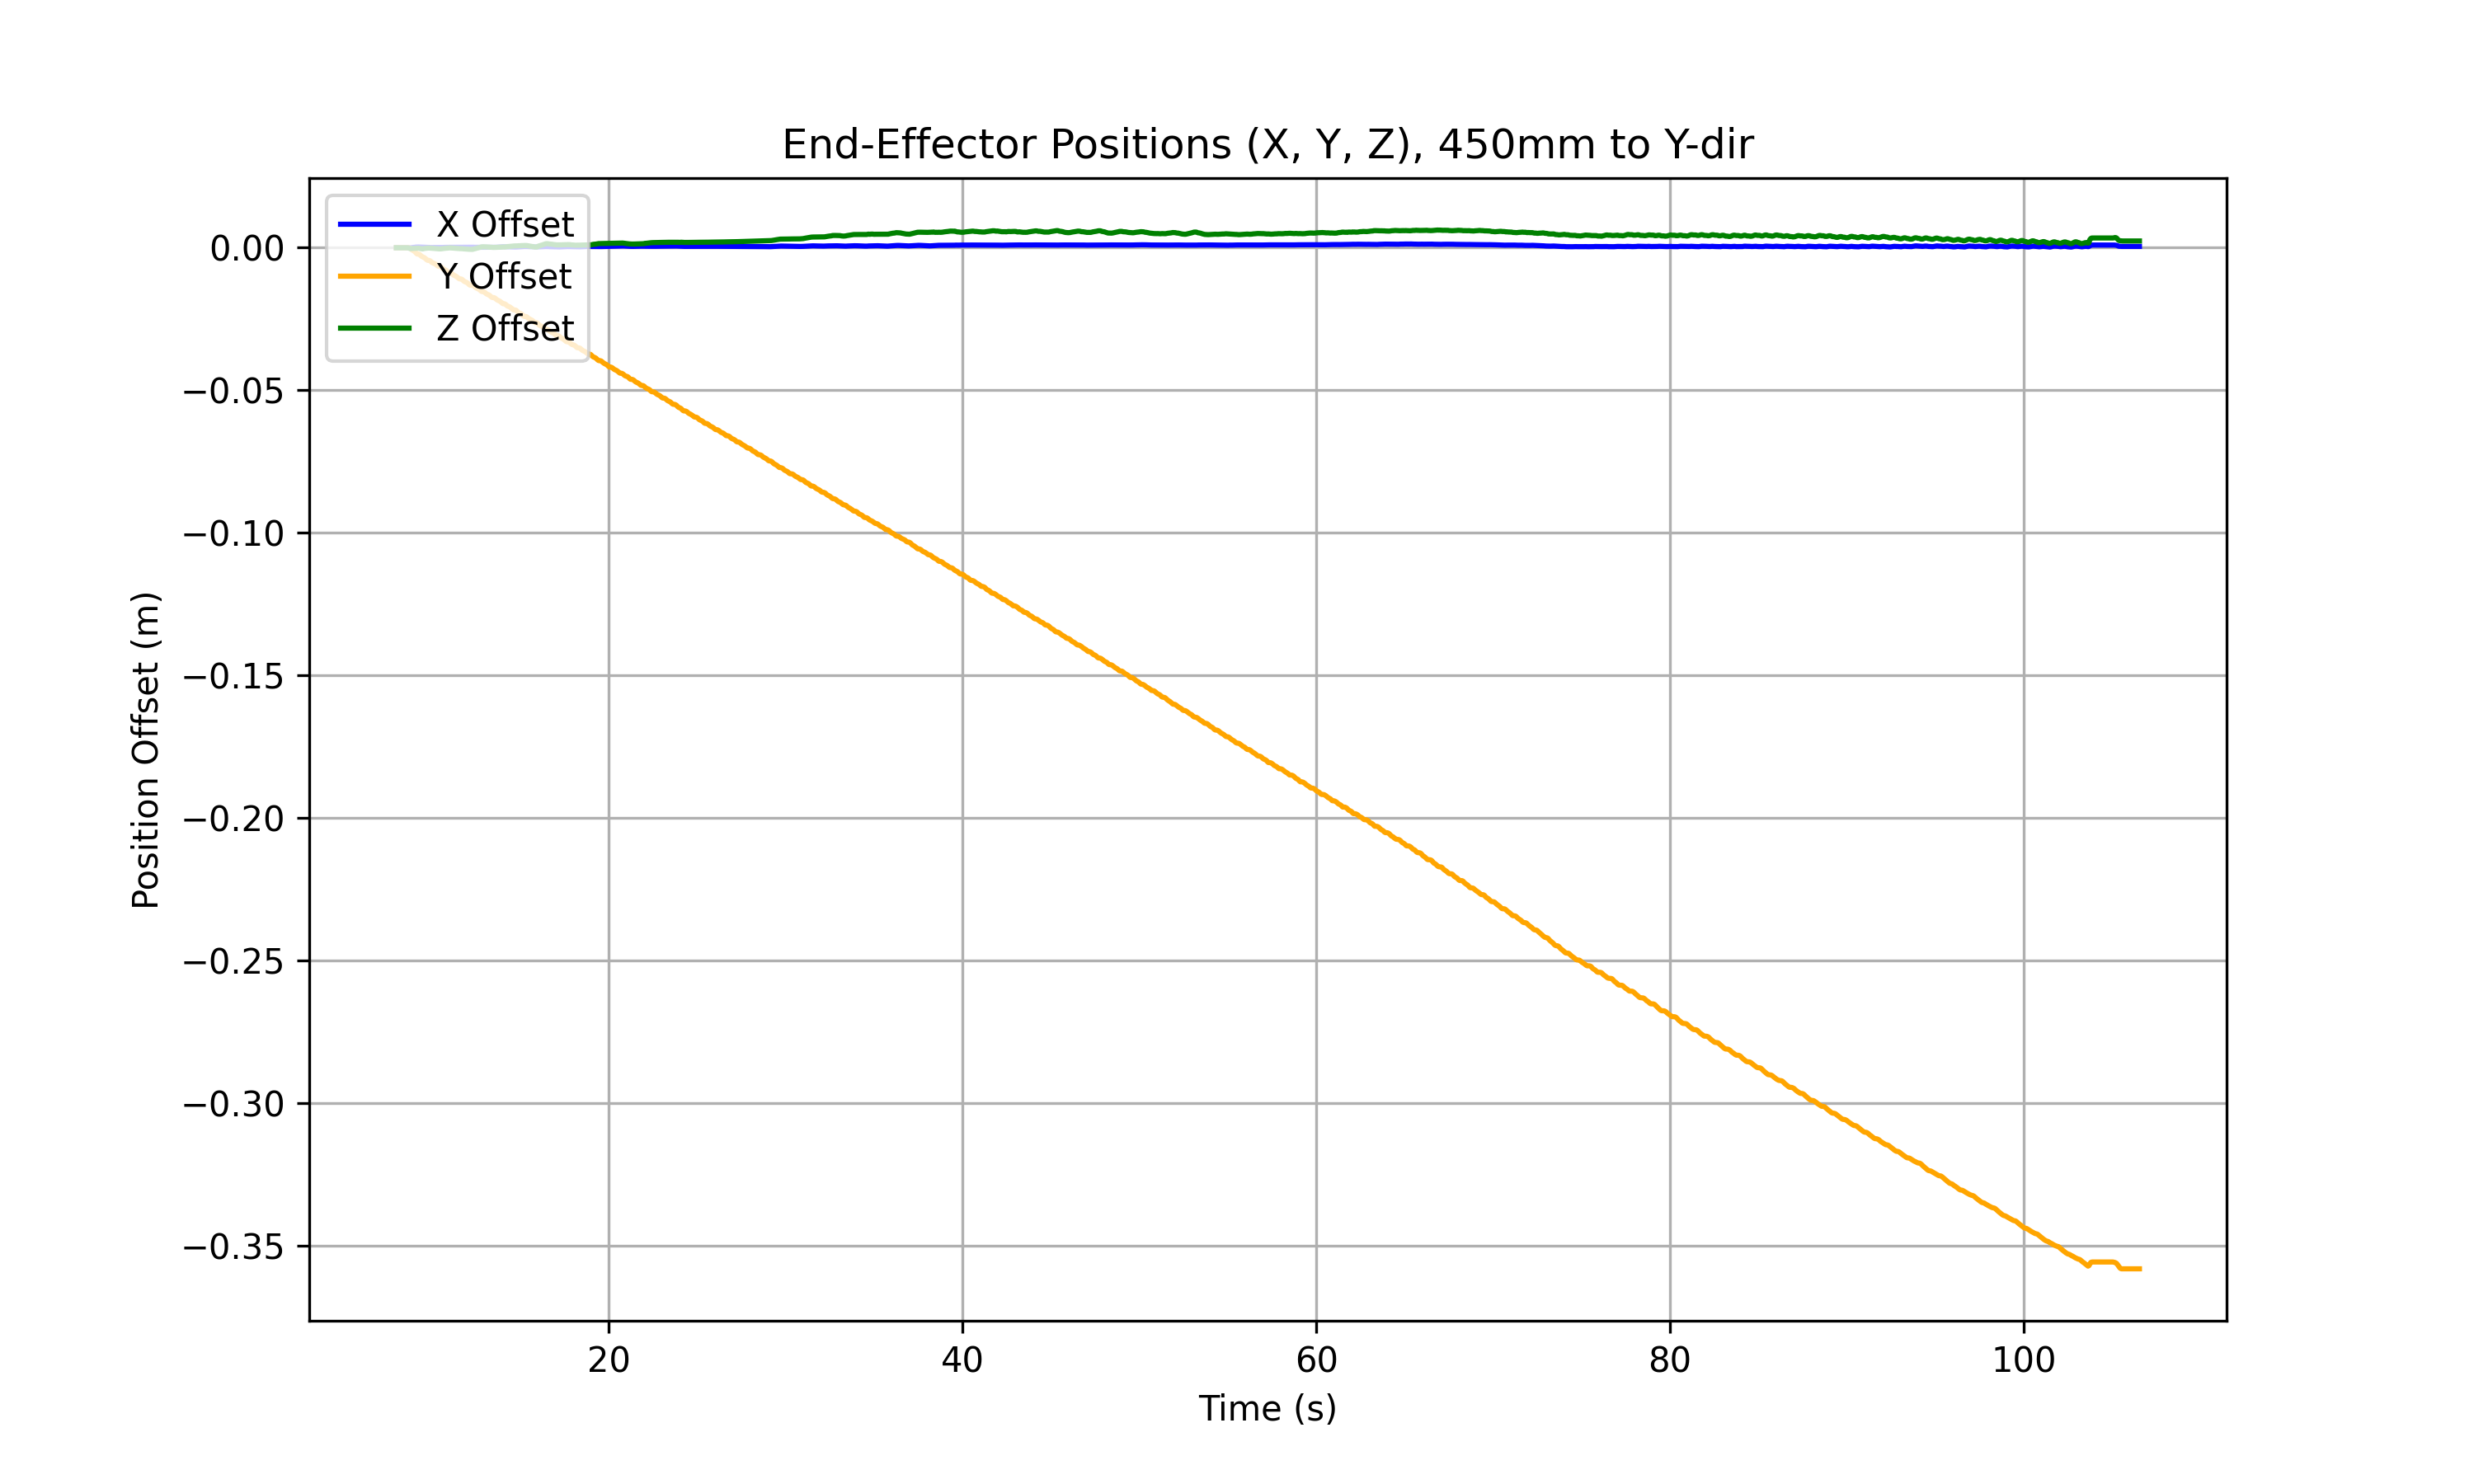 End-Effector Positions (X, Y, Z), 450mm to Y-dir
X Offset
Y Offset
Z Offset
0.00
−0.05
−0.10
−0.15
−0.20
−0.25
−0.30
−0.35
Position Offset (m)
20 40 60 80 100
Time (s)